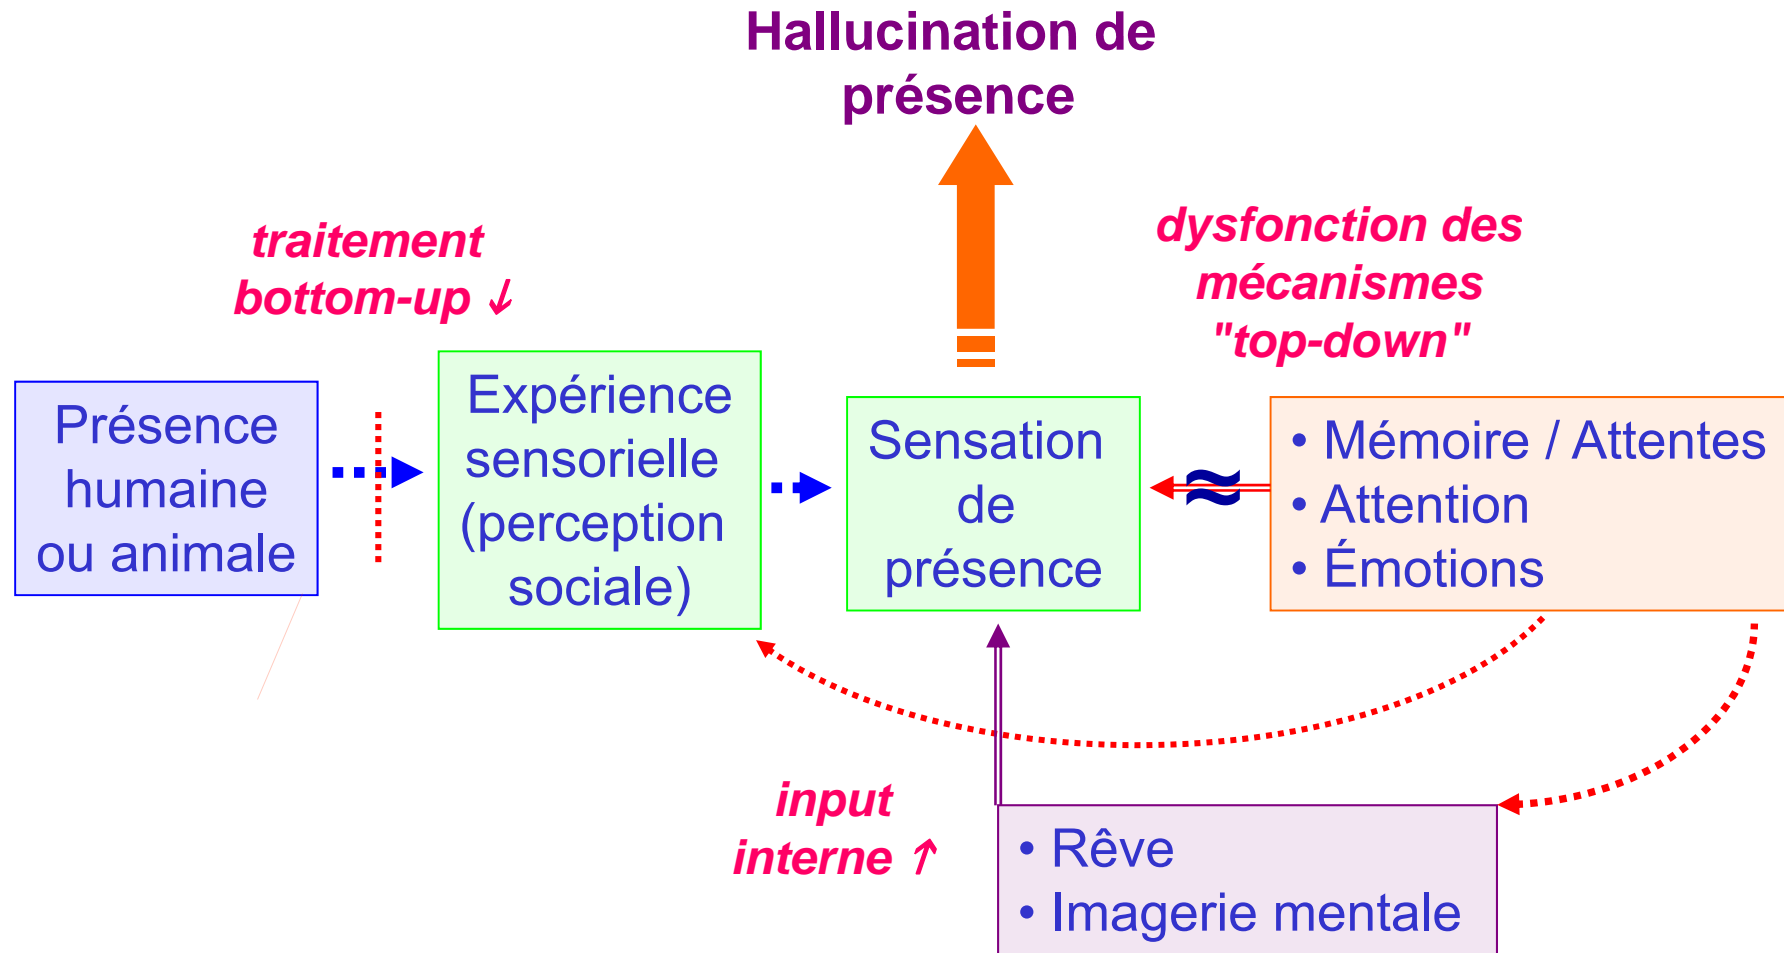 Hallucination de
présence
traitement
bottom-up ↓
dysfonction des
mécanismes
"top-down"
Présence
humaine
ou animale
Expérience
sensorielle
(perception
sociale)
Sensation
de
présence
≈
• Mémoire / Attentes
• Attention
• Émotions
input
interne ↑
• Rêve
• Imagerie mentale